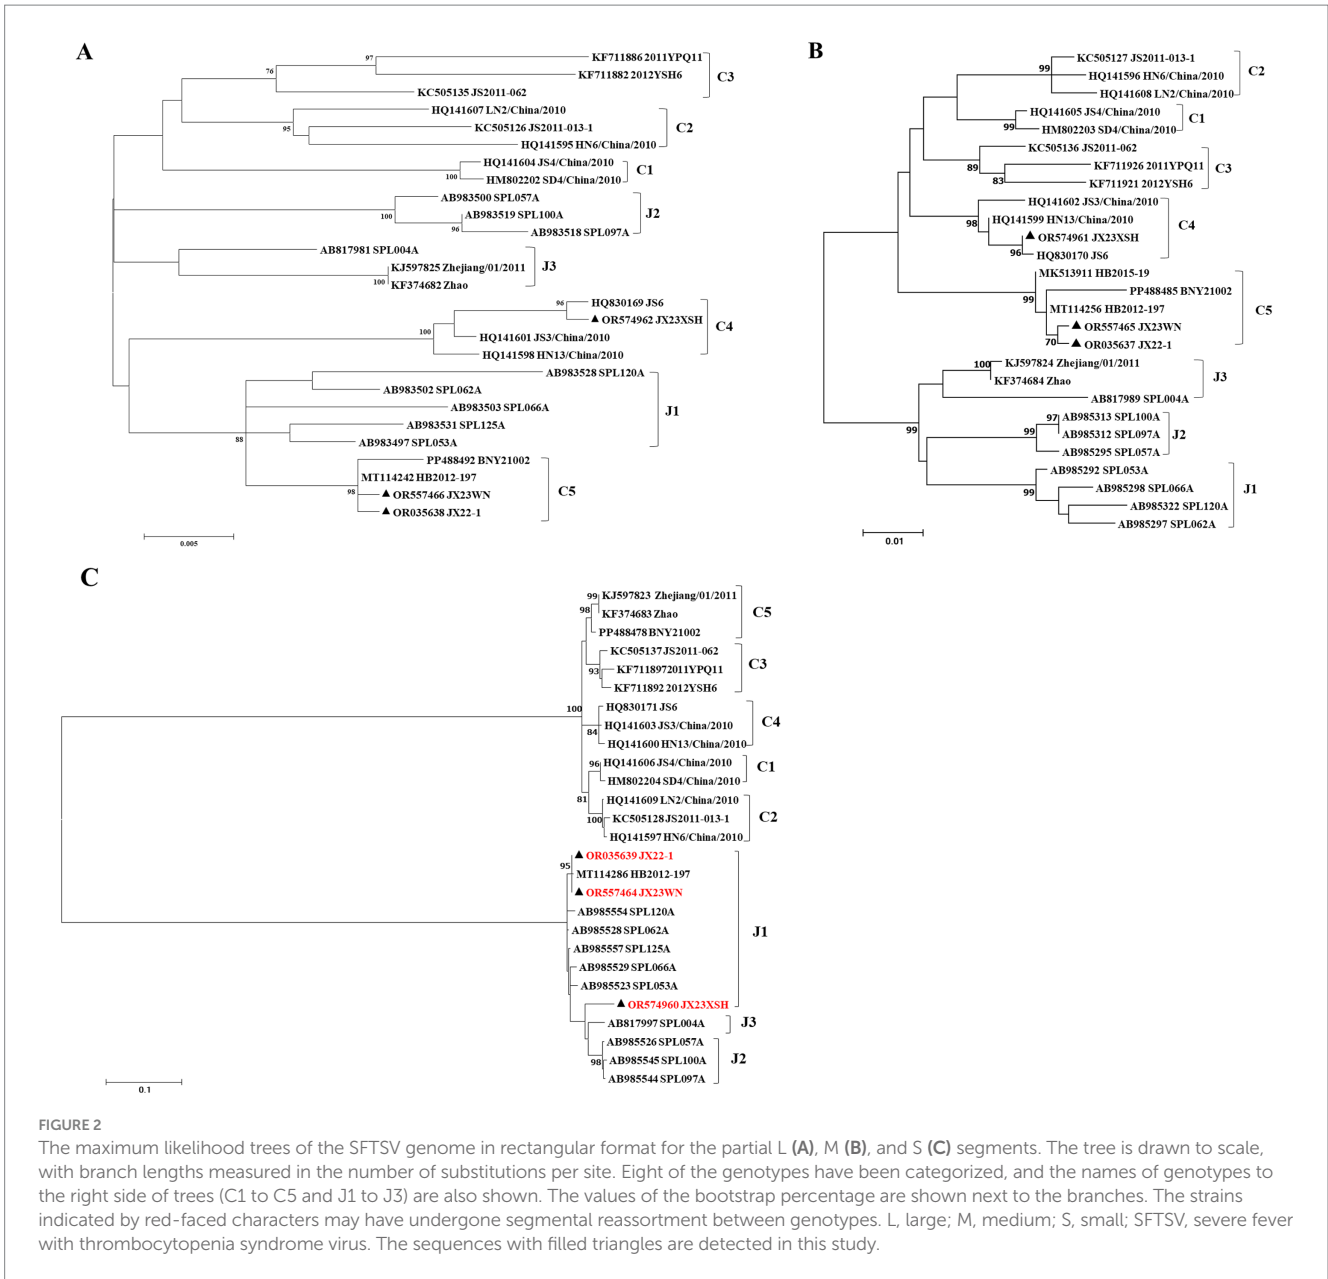 A
KF711886 2011YPQ11
KF711882 2012YSH6
KC505135 JS2011-062
C3
HQ141607 LN2/China/2010
KC505126 JS2011-013-1
HQ141595 HN6/China/2010
C2
HQ141604 JS4/China/2010
HM802202 SD4/China/2010
C1
AB983500 SPL057A
AB983519 SPL100A
AB983518 SPL097A
J2
AB817981 SPL004A
KJ597825 Zhejiang/01/2011
KF374682 Zhao
J3
HQ830169 JS6
OR574962 JX23XSH
HQ141601 JS3/China/2010
HQ141598 HN13/China/2010
C4
AB983528 SPL120A
AB983502 SPL062A
AB983503 SPL066A
AB983531 SPL125A
AB983497 SPL053A
J1
PP488492 BNY21002
MT114242 HB2012-197
OR557466 JX23WN
OR035638 JX22-1
C5
97
76
95
100
100
96
100
96
100
88
98
0.005
B
KC505127 JS2011-013-1
HQ141596 HN6/China/2010
HQ141608 LN2/China/2010
C2
HQ141605 JS4/China/2010
HM802203 SD4/China/2010
C1
KC505136 JS2011-062
KF711926 2011YPQ11
KF711921 2012YSH6
C3
HQ141602 JS3/China/2010
HQ141599 HN13/China/2010
OR574961 JX23XSH
HQ830170 JS6
C4
MK513911 HB2015-19
PP488485 BNY21002
MT114256 HB2012-197
OR557465 JX23WN
OR035637 JX22-1
C5
KJ597824 Zhejiang/01/2011
KF374684 Zhao
AB817989 SPL004A
J3
AB985313 SPL100A
AB985312 SPL097A
AB985295 SPL057A
J2
AB985292 SPL053A
AB985298 SPL066A
AB985322 SPL120A
AB985297 SPL062A
J1
99
99
89
83
98
96
99
70
100
99
97
99
99
0.01
C
KJ597823 Zhejiang/01/2011
KF374683 Zhao
PP488478 BNY21002
C5
KC505137 JS2011-062
KF7118972011YPQ11
KF711892 2012YSH6
C3
HQ830171 JS6
HQ141603 JS3/China/2010
HQ141600 HN13/China/2010
C4
HQ141606 JS4/China/2010
HM802204 SD4/China/2010
C1
HQ141609 LN2/China/2010
KC505128 JS2011-013-1
HQ141597 HN6/China/2010
C2
OR035639 JX22-1
MT114286 HB2012-197
OR557464 JX23WN
AB985554 SPL120A
AB985528 SPL062A
AB985557 SPL125A
AB985529 SPL066A
AB985523 SPL053A
OR574960 JX23XSH
J1
AB817997 SPL004A
J3
AB985526 SPL057A
AB985545 SPL100A
AB985544 SPL097A
J2
99
98
93
100
84
96
81
100
95
98
0.1
FIGURE 2
The maximum likelihood trees of the SFTSV genome in rectangular format for the partial L (A), M (B), and S (C) segments. The tree is drawn to scale,
with branch lengths measured in the number of substitutions per site. Eight of the genotypes have been categorized, and the names of genotypes to
the right side of trees (C1 to C5 and J1 to J3) are also shown. The values of the bootstrap percentage are shown next to the branches. The strains
indicated by red-faced characters may have undergone segmental reassortment between genotypes. L, large; M, medium; S, small; SFTSV, severe fever
with thrombocytopenia syndrome virus. The sequences with filled triangles are detected in this study.